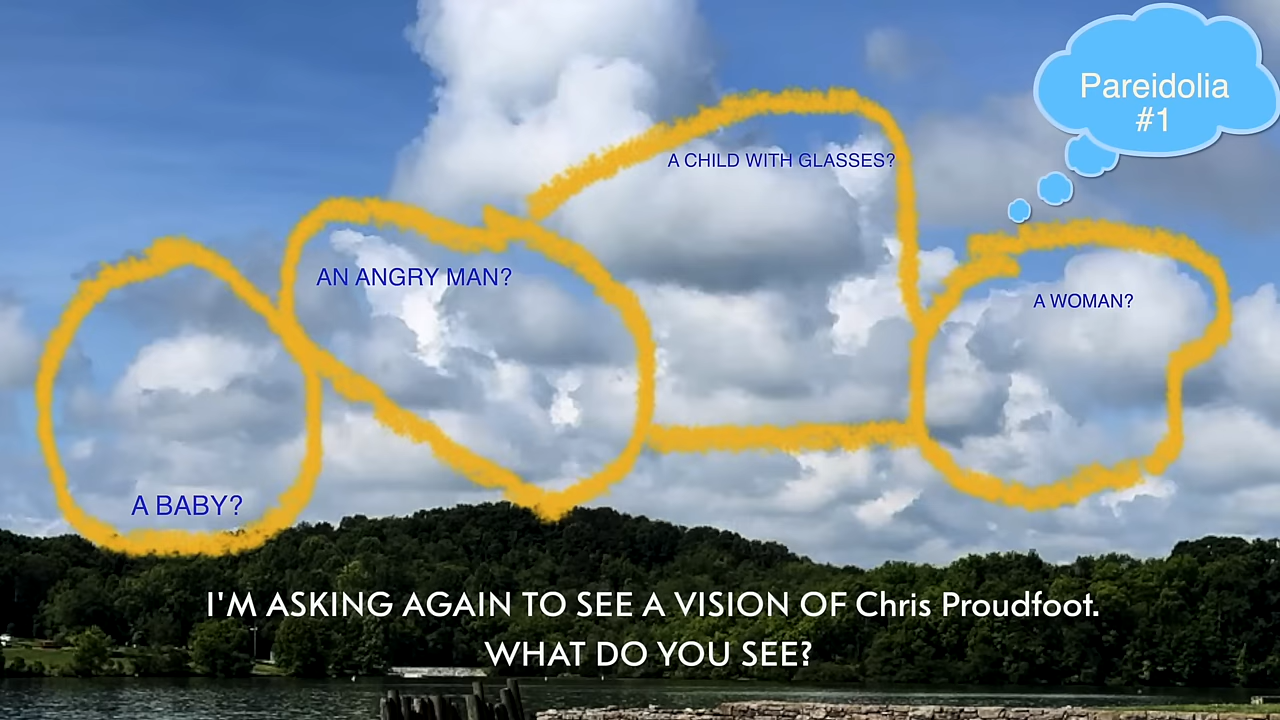 Pareidolia
#1
A CHILD WITH GLASSES?
AN ANGRY MAN?
A WOMAN?
A BABY?
I'M ASKING AGAIN TO SEE A VISION OF Chris Proudfoot.
WHAT DO YOU SEE?